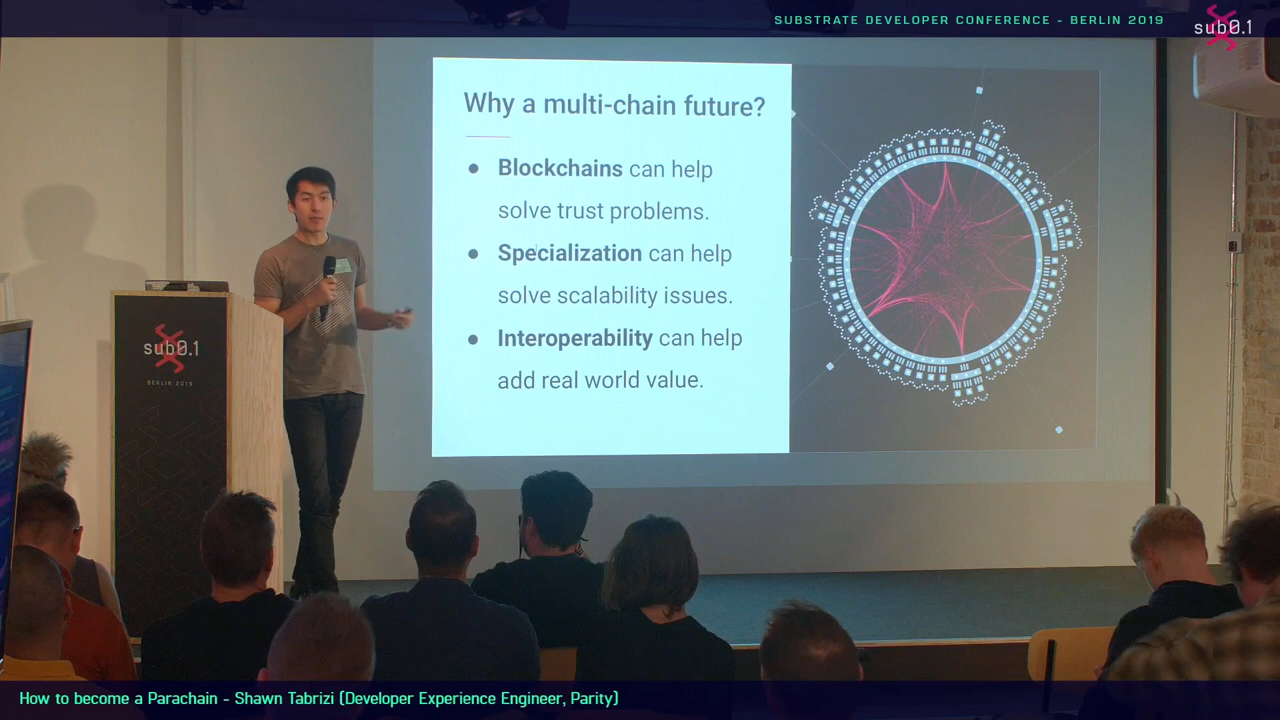 SUBSTRATE DEVELOPER CONFERENCE - BERLIN 2019
sub0.1
Why a multi-chain future?
● Blockchains can help
solve trust problems.
● Specialization can help
solve scalability issues.
● Interoperability can help
add real world value.
sub0.1
BERLIN 2019
How to become a Parachain - Shawn Tabrizi (Developer Experience Engineer, Parity)